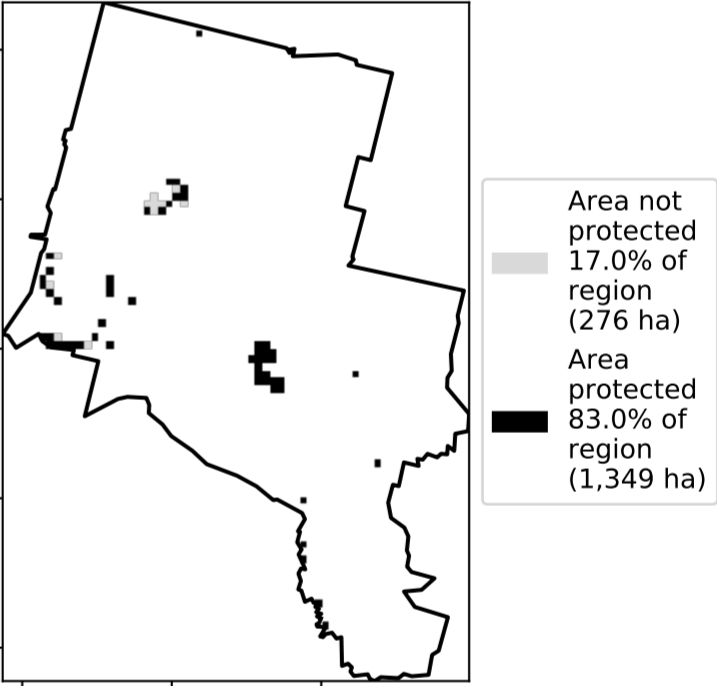 Area not
protected
17.0% of
region
(276 ha)
Area
protected
83.0% of
region
(1,349 ha)